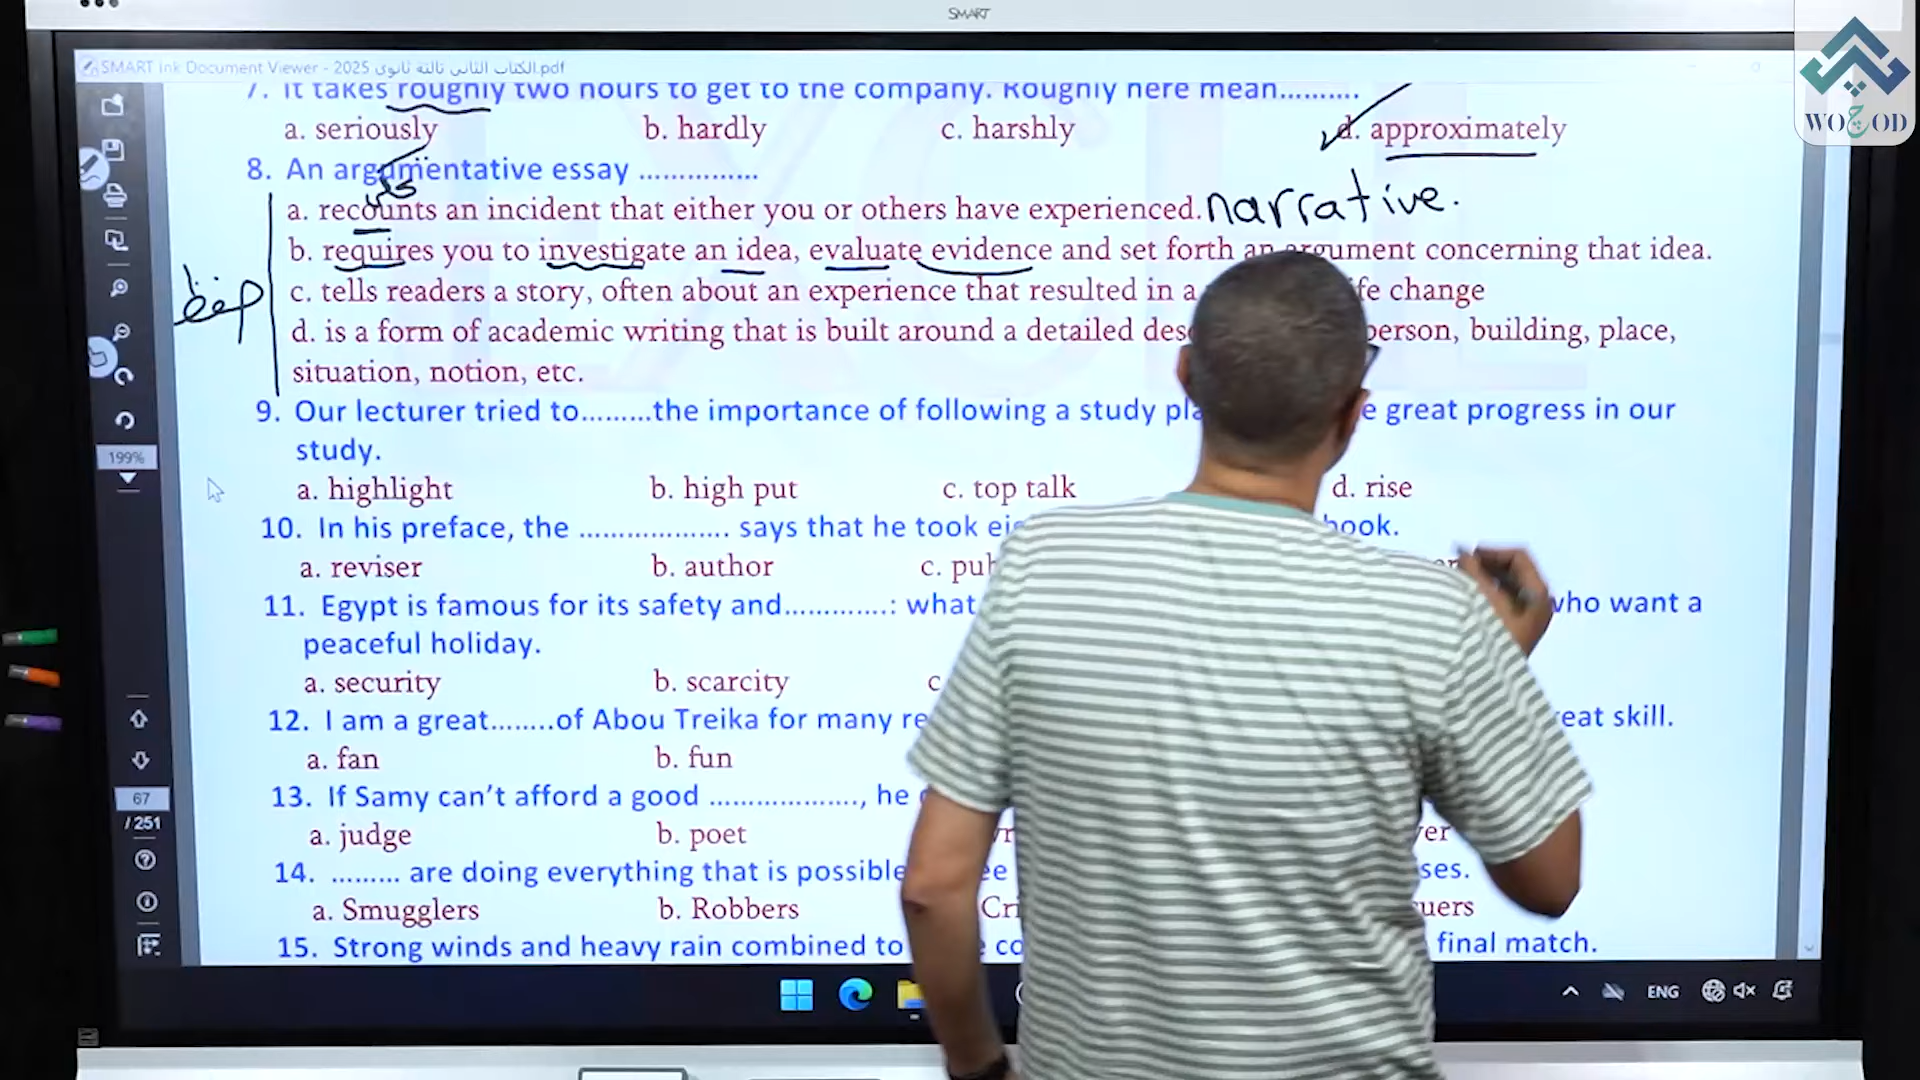 SMART
SMART Ink Document Viewer - 2025 الكتاب الثاني ثالثة ثانوي.pdf
WOجOD
7. It takes roughly two hours to get to the company. Roughly here mean……….
a. seriously b. hardly c. harshly d. approximately
8. An argumentative essay ……………
a. recounts an incident that either you or others have experienced. narrative.
b. requires you to investigate an idea, evaluate evidence and set forth an argument concerning that idea.
c. tells readers a story, often about an experience that resulted in a change
d. is a form of academic writing that is built around a detailed person, building, place,
situation, notion, etc.
9. Our lecturer tried to………the importance of following a study great progress in our
study.
a. highlight b. high put c. top talk d. rise
10. In his preface, the ………………. says that he took book.
a. reviser b. author c.
11. Egypt is famous for its safety and………….: what who want a
peaceful holiday.
a. security b. scarcity c
12. I am a great……..of Abou Treika for many great skill.
a. fan b. fun
13. If Samy can’t afford a good ………………., he
a. judge b. poet
14. ……… are doing everything that is possible
a. Smugglers b. Robbers
15. Strong winds and heavy rain combined to final match.
199%
67
/ 251
ENG